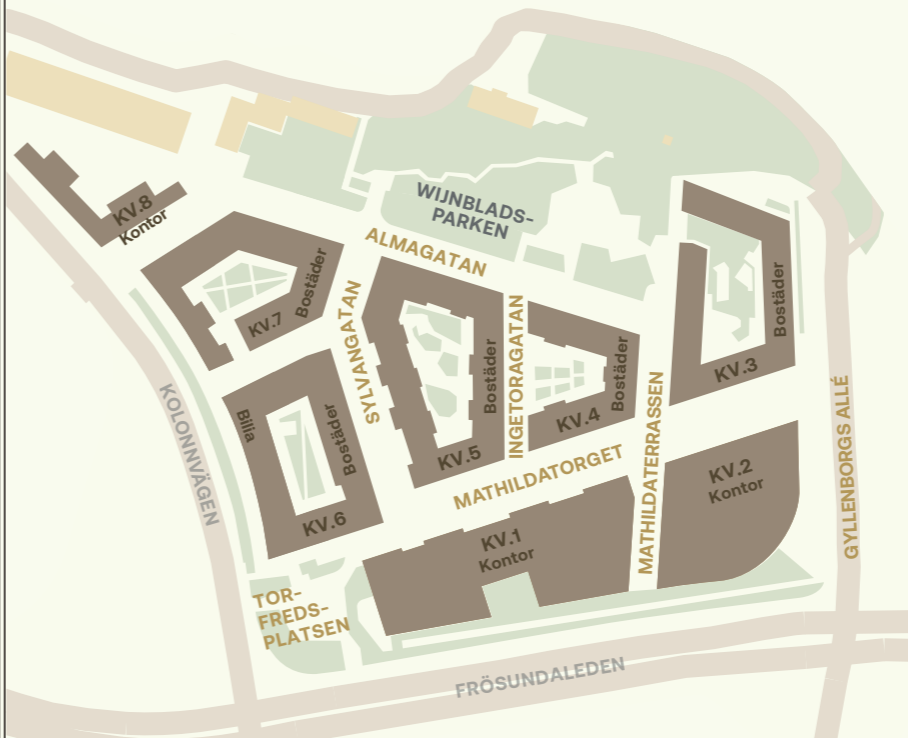 WIJNBLADS-
PARKEN
KV.8
Kontor
ALMAGATAN
KV.7
Bostäder
SYLVANGATAN
INGETORAGATAN
Bostäder
KV.5
Bostäder
KV.4
Bostäder
KV.3
KOLONNVÄGEN
Bilia
Bostäder
KV.6
MATHILDATORGET
MATHILDATERRASSEN
GYLLENBORGS ALLÉ
KV.2
Kontor
KV.1
Kontor
TOR-
FREDS-
PLATSEN
FRÖSUNDALEDEN